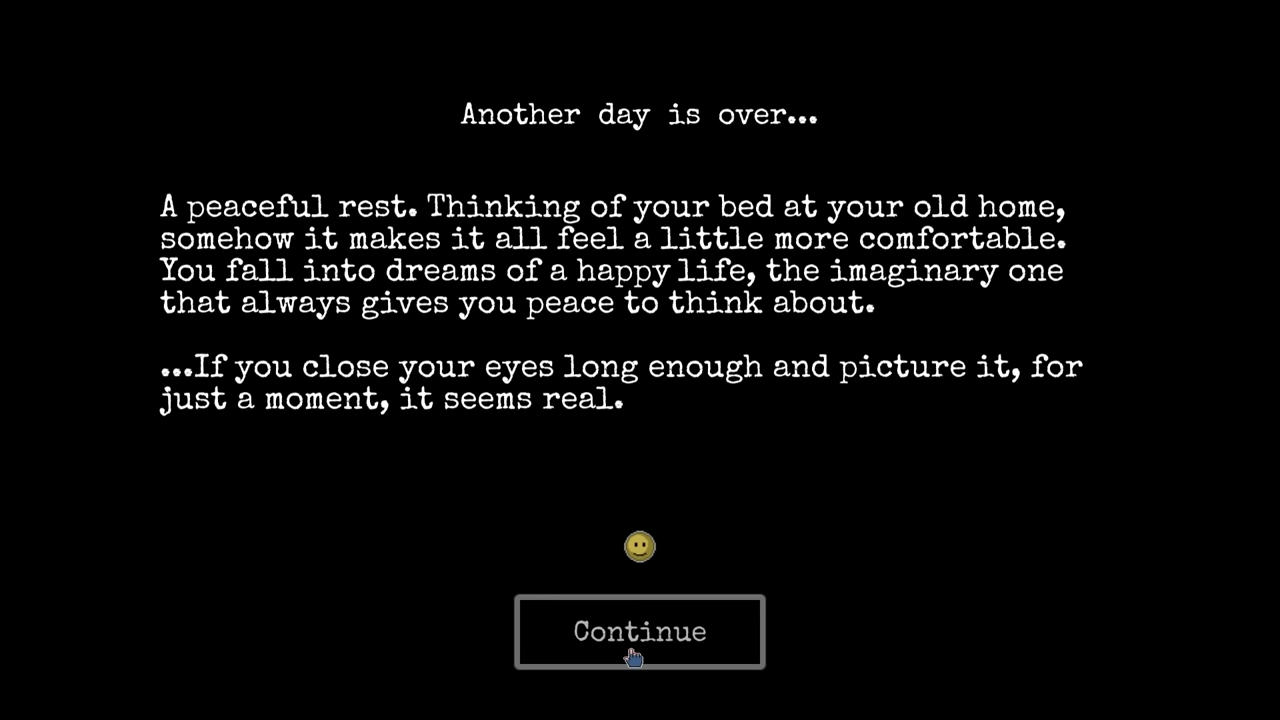 Another day is over...
A peaceful rest. Thinking of your bed at your old home,
somehow it makes it all feel a little more comfortable.
You fall into dreams of a happy life, the imaginary one
that always gives you peace to think about.
...If you close your eyes long enough and picture it, for
just a moment, it seems real.
Continue